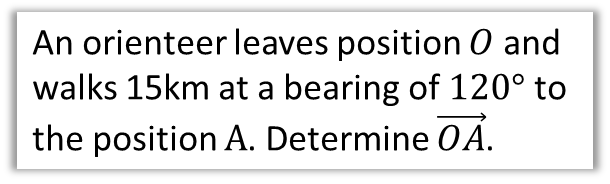 An orienteer leaves position 𝑂 and
walks 15km at a bearing of 120° to
the position A. Determine 𝑂𝐴⃗.